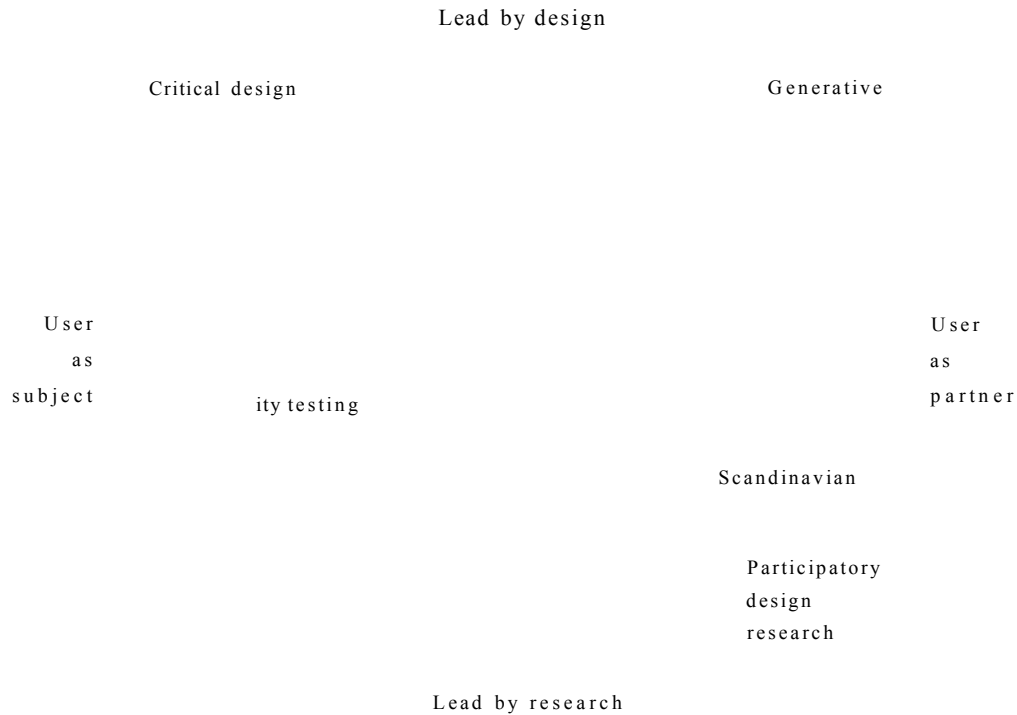 Lead by design
Critical design
Generative
User
as
subject
User
as
partner
ity testing
Scandinavian
Participatory
design
research
Lead by research